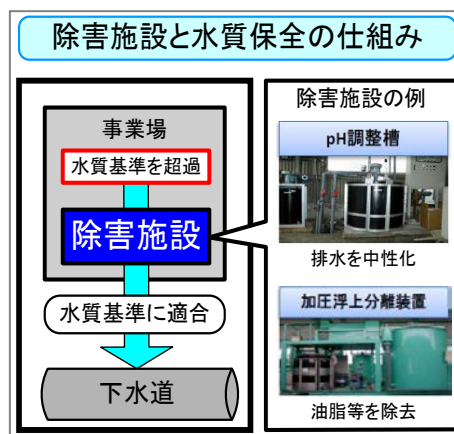 除害施設と水質保全の仕組み
事業場
水質基準を超過
除害施設
水質基準に適合
下水道
除害施設の例
pH調整槽
排水を中性化
加圧浮上分離装置
油脂等を除去